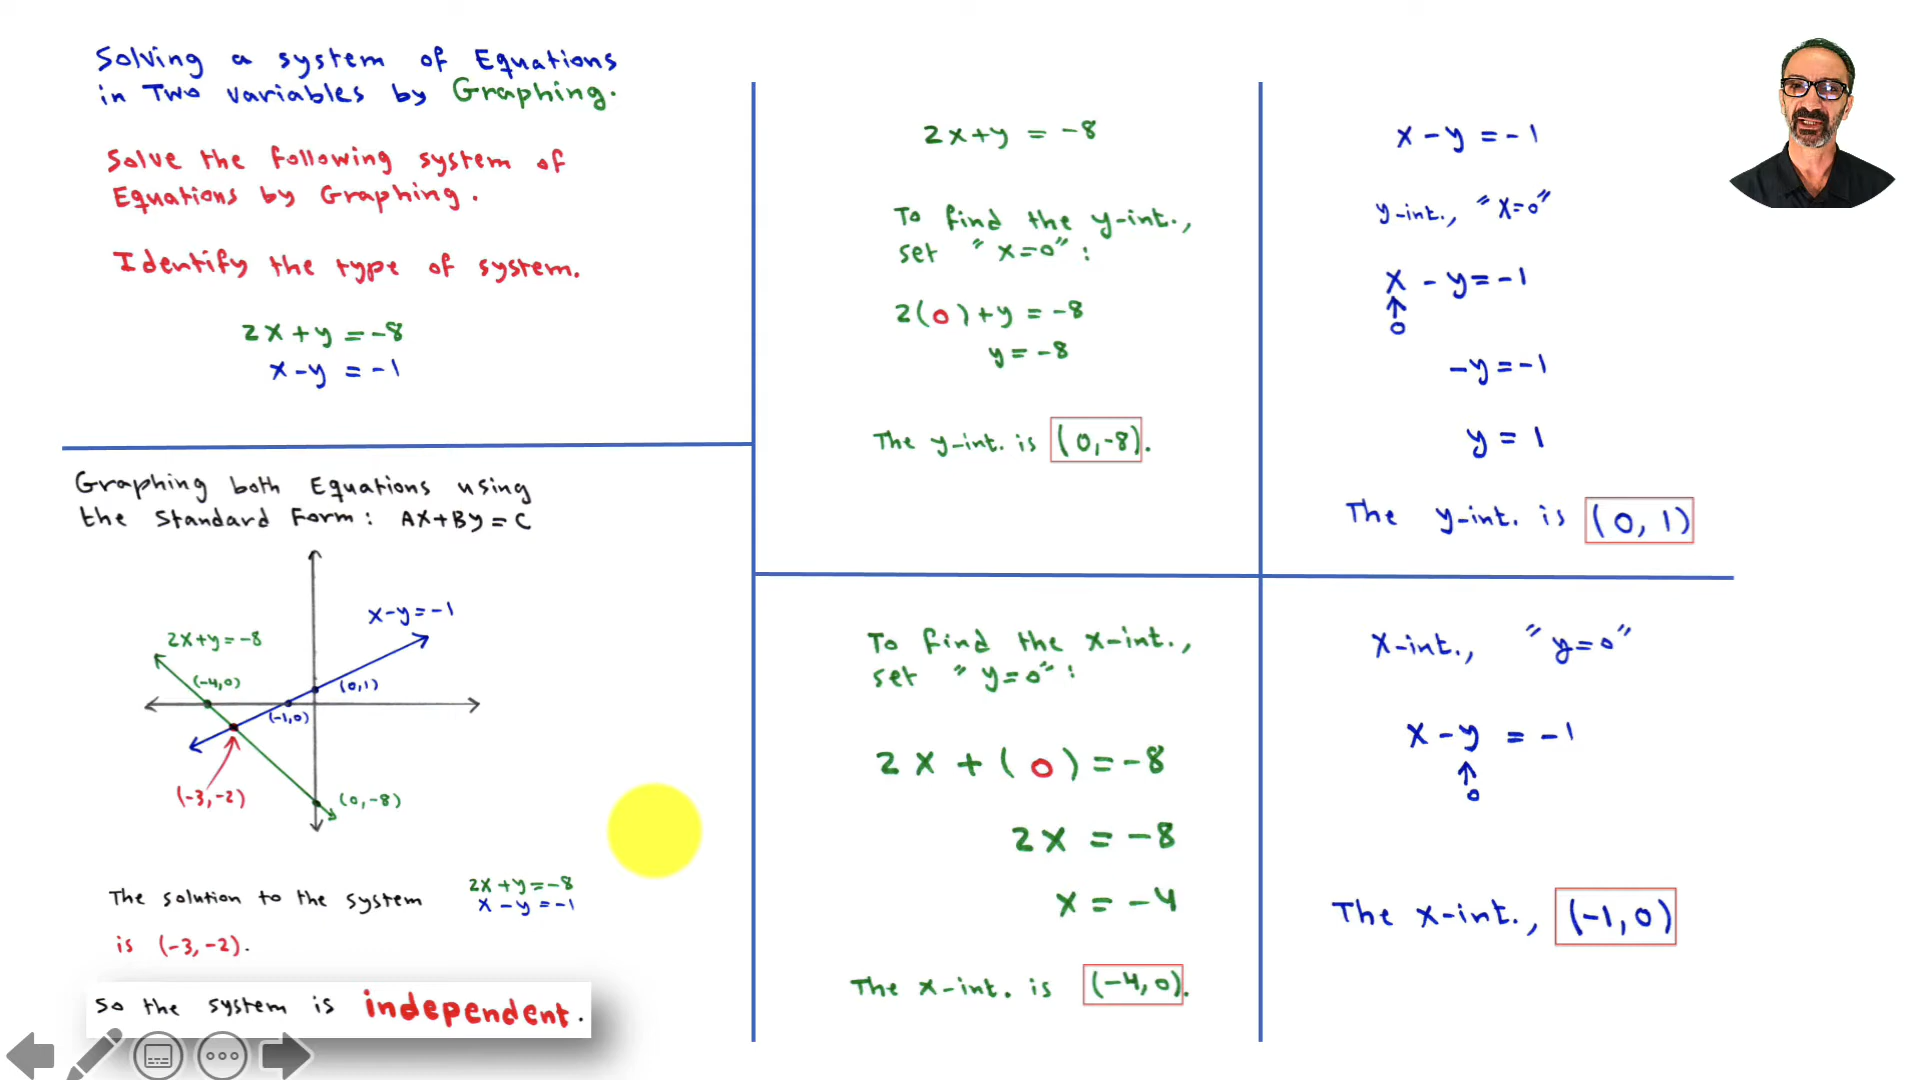 Solving a system of Equations
in Two variables by Graphing.
Solve the following system of
Equations by Graphing.
Identify the type of system.
2x+y=-8
x-y=-1
Graphing both Equations using
the Standard Form: Ax+By=C
x-y=-1
2x+y=-8
(-4,0)
(0,1)
(-1,0)
(-3,-2)
(0,-8)
The solution to the system 2x+y=-8
x-y=-1
is (-3,-2).
So the system is independent.
2x+y=-8
To find the y-int.,
set "x=0":
2(0)+y=-8
y=-8
The y-int. is (0,-8).
To find the x-int.,
set "y=0":
2x+(0)=-8
2x=-8
x=-4
The x-int. is (-4,0).
x-y=-1
y-int., "x=0"
x-y=-1
0
-y=-1
y=1
The y-int. is (0,1)
x-int., "y=0"
x-y=-1
0
The x-int., (-1,0)